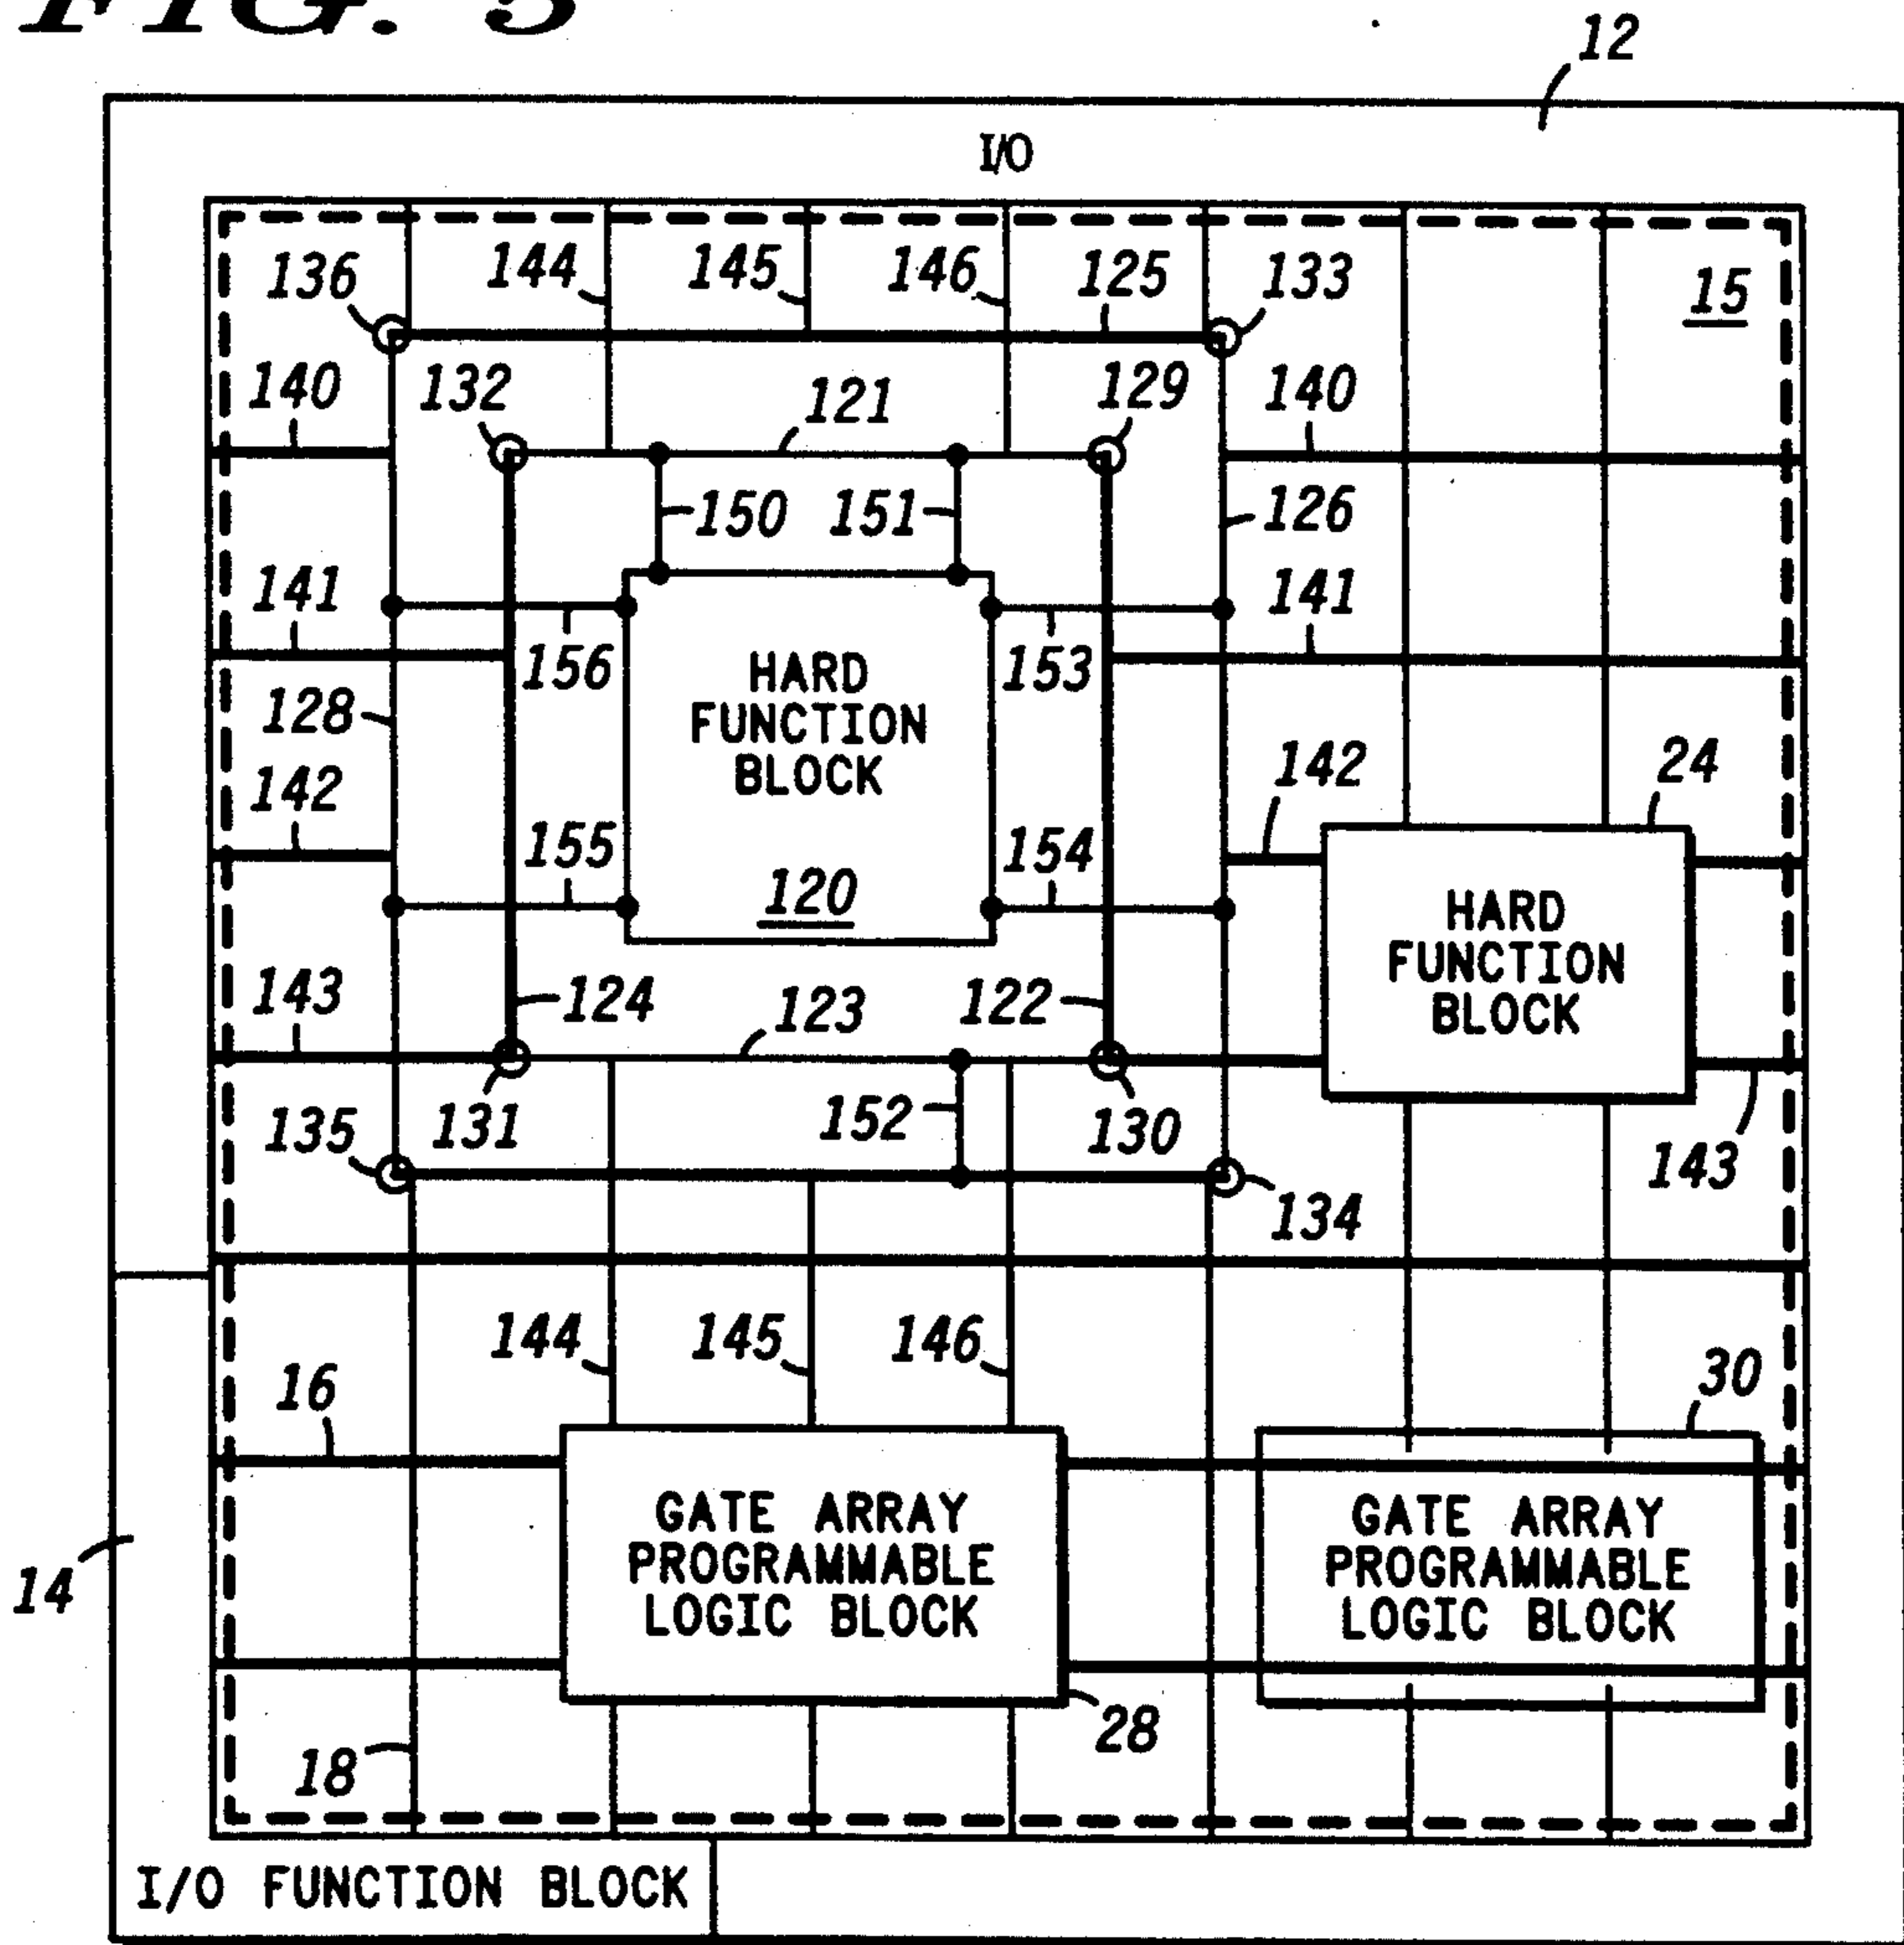 FIG. 5
12
I/O
136 144 145 146 125 133 15
140 132 121 129 140
150 151 126
141 156 153 141
HARD
FUNCTION
BLOCK
128 142 24
142 155 154
120
HARD
FUNCTION
BLOCK
143 124 123 122
135 131 152 130 143
134
144 145 146
16 30
GATE ARRAY
PROGRAMMABLE
LOGIC BLOCK
GATE ARRAY
PROGRAMMABLE
LOGIC BLOCK
14
28
18
I/O FUNCTION BLOCK